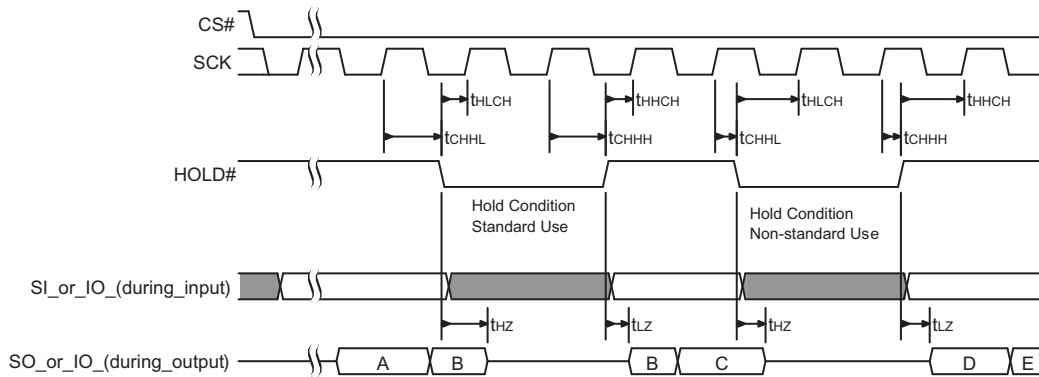 CS#
SCK
tHLCH tHHCH tHLCH tHHCH
tCHHL tCHHH tCHHL tCHHH
HOLD#
Hold Condition
Standard Use
Hold Condition
Non-standard Use
SI_or_IO_(during_input)
tHZ tLZ tHZ tLZ
SO_or_IO_(during_output) A B B C D E